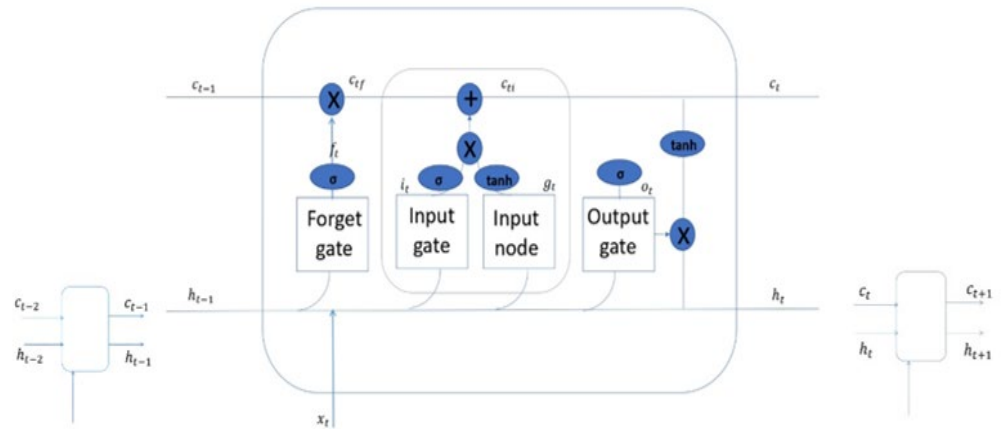 c_{t-1}
X
c_{tf}
+
c_{ti}
c_t
f_t
X
tanh
σ
i_t
σ
tanh
g_t
σ
o_t
Forget gate
Input gate
Input node
Output gate
X
h_{t-1}
h_t
c_{t-2}
c_{t-1}
h_{t-2}
h_{t-1}
c_t
c_{t+1}
h_t
h_{t+1}
x_t